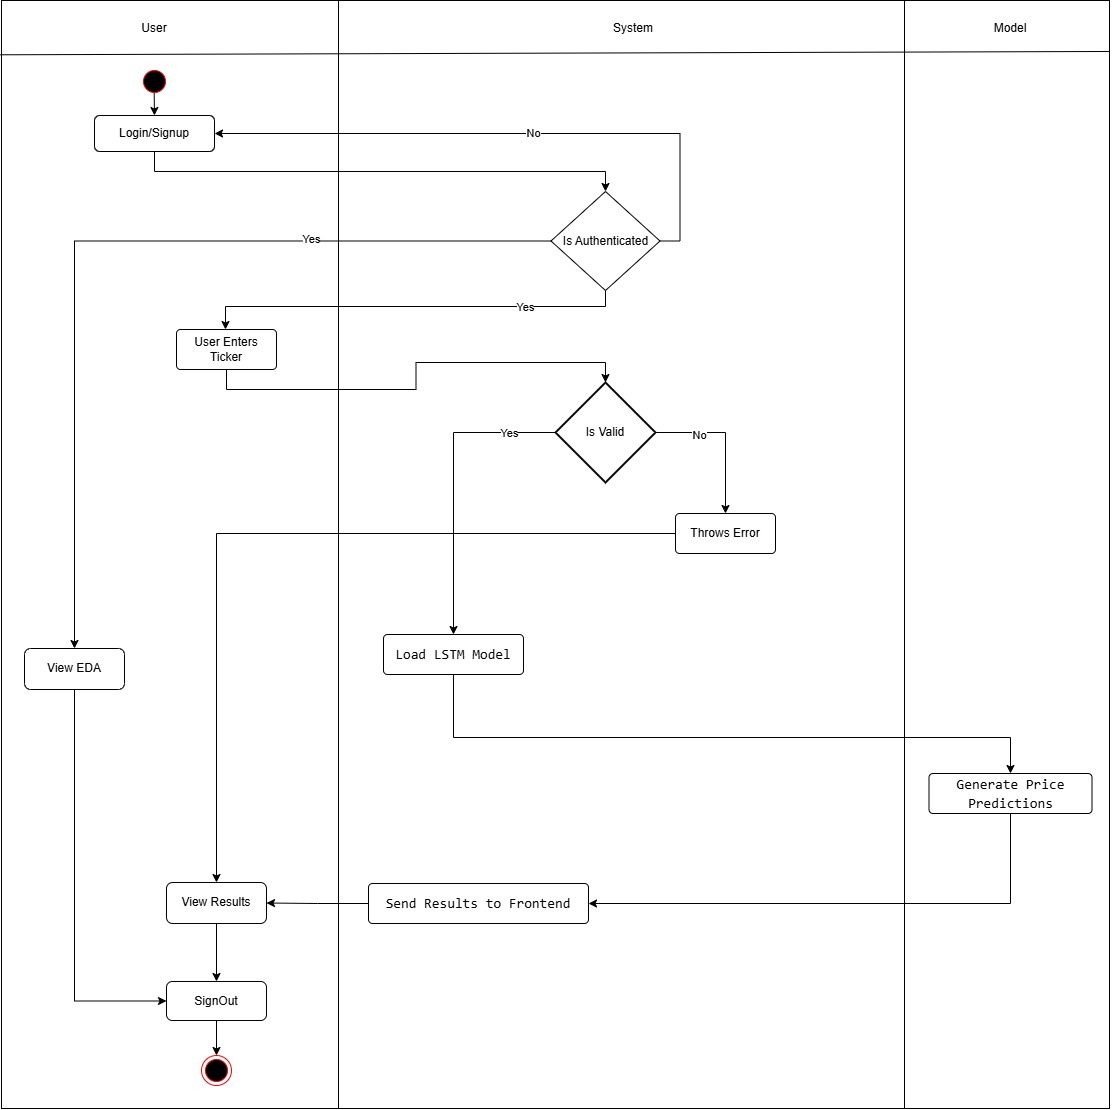 User
System
Model
Login/Signup
No
Is Authenticated
Yes
Yes
User Enters
Ticker
Is Valid
Yes
No
Throws Error
Load LSTM Model
View EDA
Generate Price
Predictions
View Results
Send Results to Frontend
SignOut